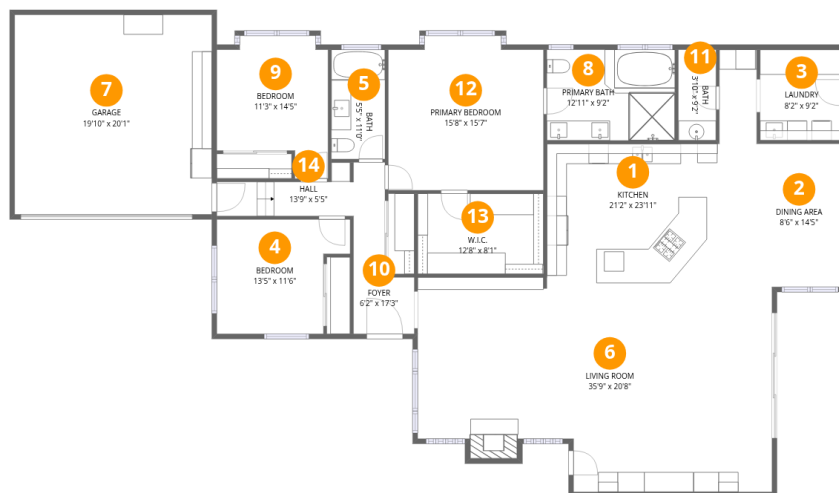 7
GARAGE
19'10" x 20'1"
9
BEDROOM
11'3" x 14'5"
5
BATH
5'5" x 11'0"
12
PRIMARY BEDROOM
15'8" x 15'7"
8
PRIMARY BATH
12'11" x 9'2"
11
BATH
3'10" x 9'2"
3
LAUNDRY
8'2" x 9'2"
14
HALL
13'9" x 5'5"
1
KITCHEN
21'2" x 23'11"
2
DINING AREA
8'6" x 14'5"
4
BEDROOM
13'5" x 11'6"
13
W.I.C.
12'8" x 8'1"
10
FOYER
6'2" x 17'3"
6
LIVING ROOM
35'9" x 20'8"